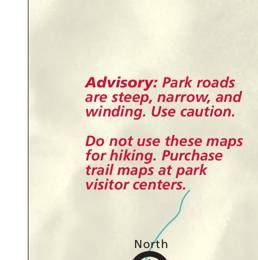 Advisory: Park roads
are steep, narrow, and
winding. Use caution.
Do not use these maps
for hiking. Purchase
trail maps at park
visitor centers.
North